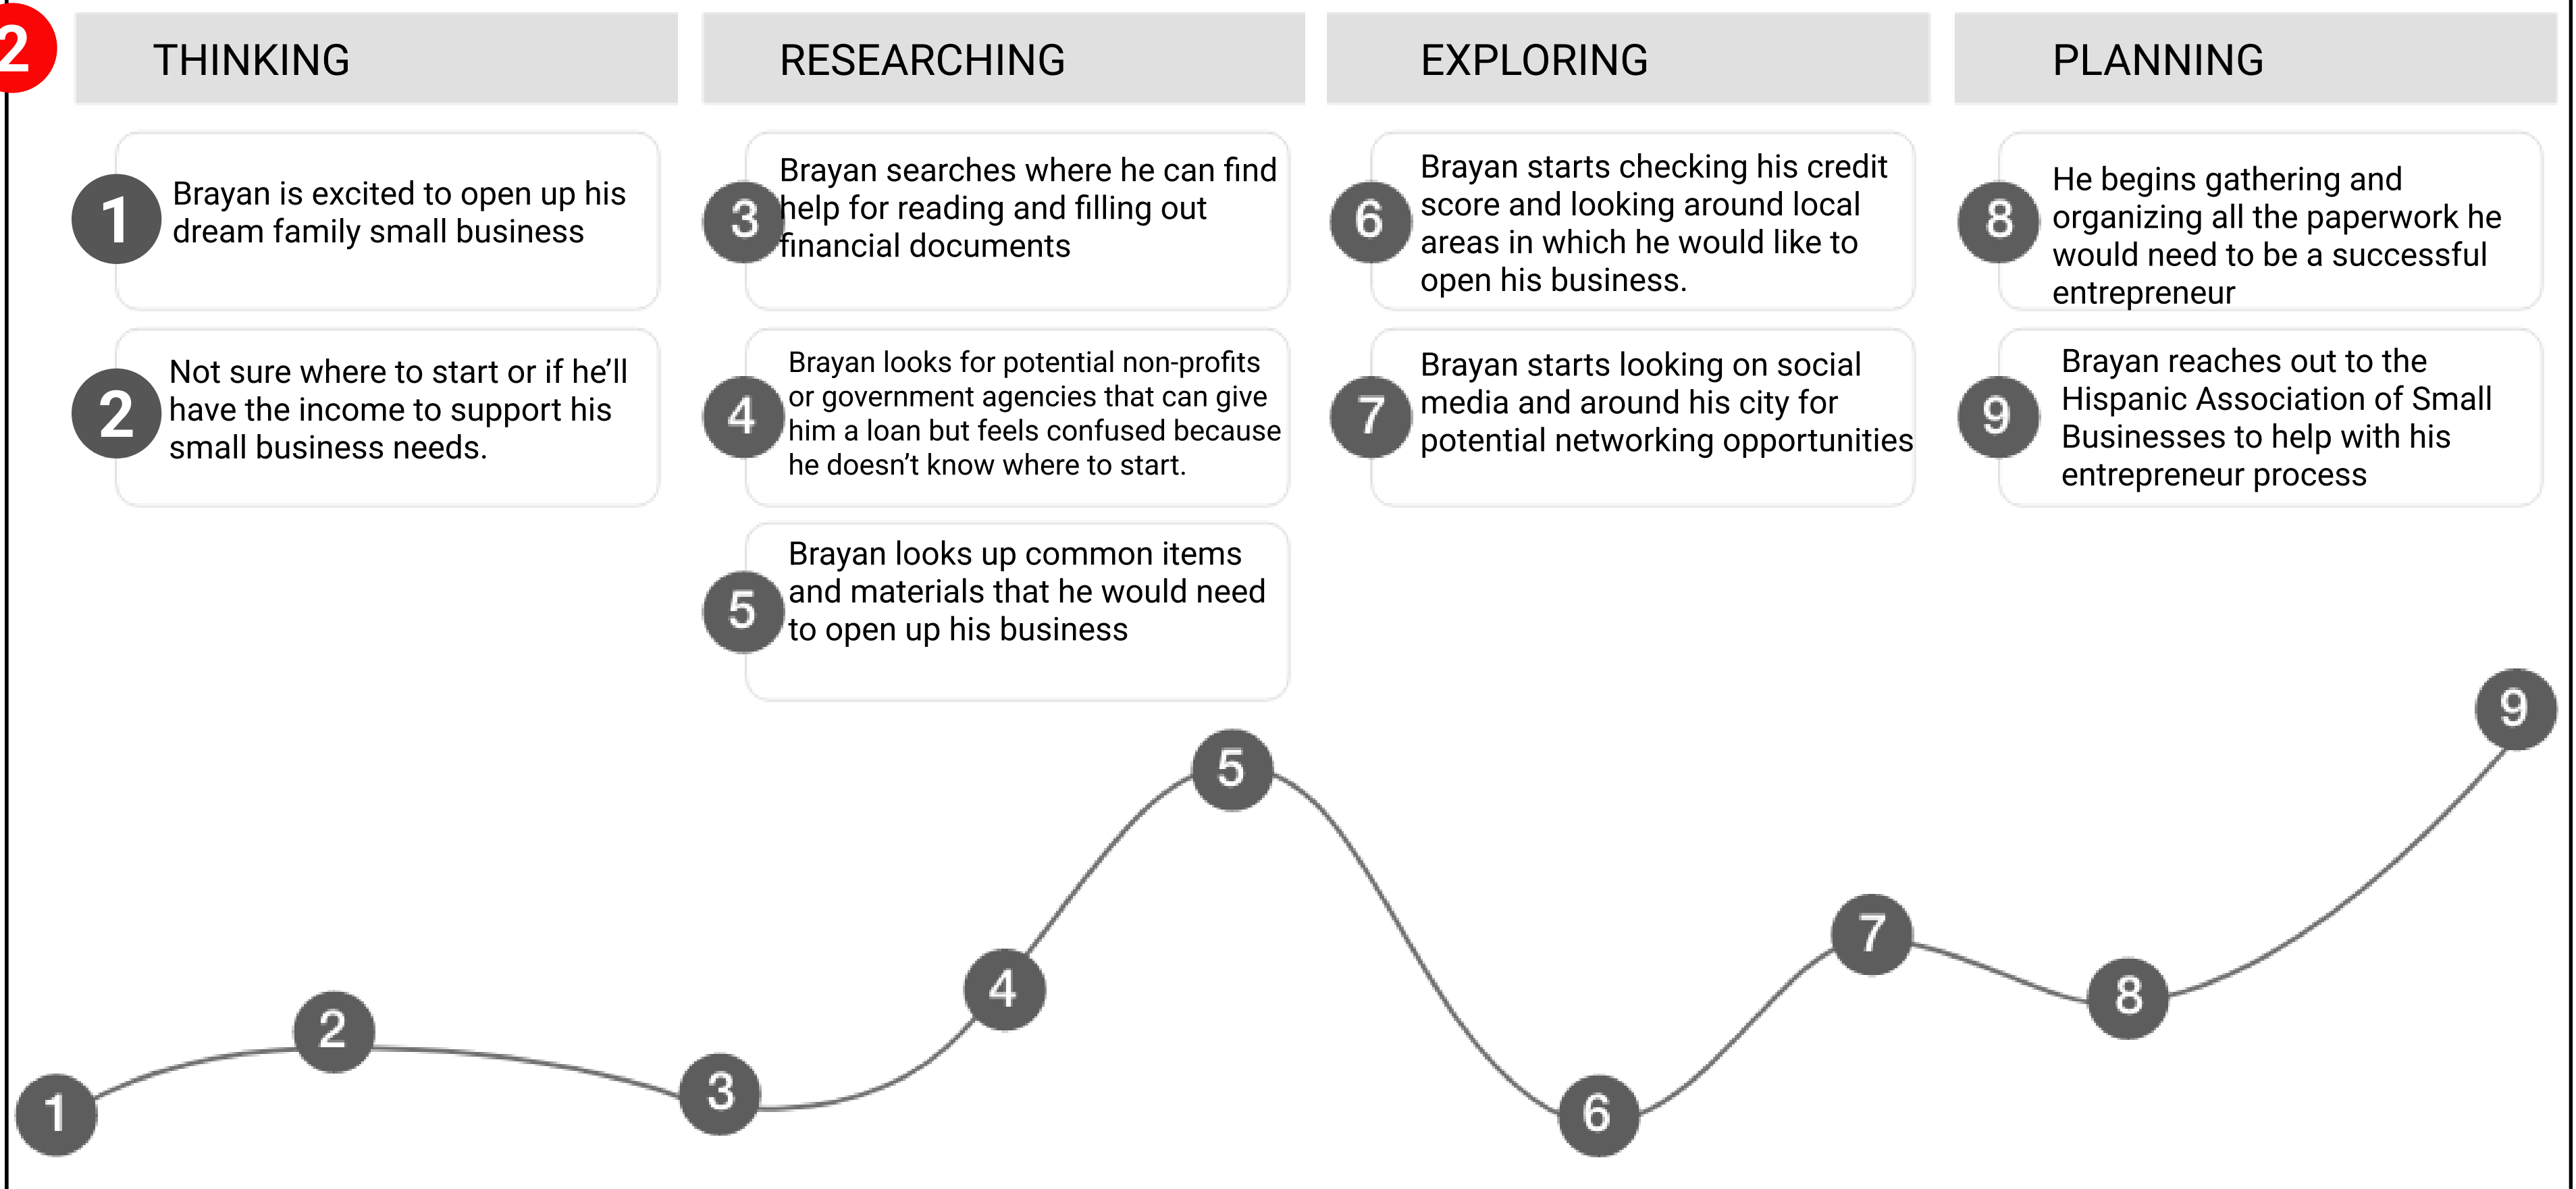 2
THINKING
RESEARCHING
EXPLORING
PLANNING
1
Brayan is excited to open up his
dream family small business
2
Not sure where to start or if he’ll
have the income to support his
small business needs.
3
Brayan searches where he can find
help for reading and filling out
financial documents
4
Brayan looks for potential non-profits
or government agencies that can give
him a loan but feels confused because
he doesn’t know where to start.
5
Brayan looks up common items
and materials that he would need
to open up his business
6
Brayan starts checking his credit
score and looking around local
areas in which he would like to
open his business.
7
Brayan starts looking on social
media and around his city for
potential networking opportunities
8
He begins gathering and
organizing all the paperwork he
would need to be a successful
entrepreneur
9
Brayan reaches out to the
Hispanic Association of Small
Businesses to help with his
entrepreneur process
1
2
3
4
5
6
7
8
9